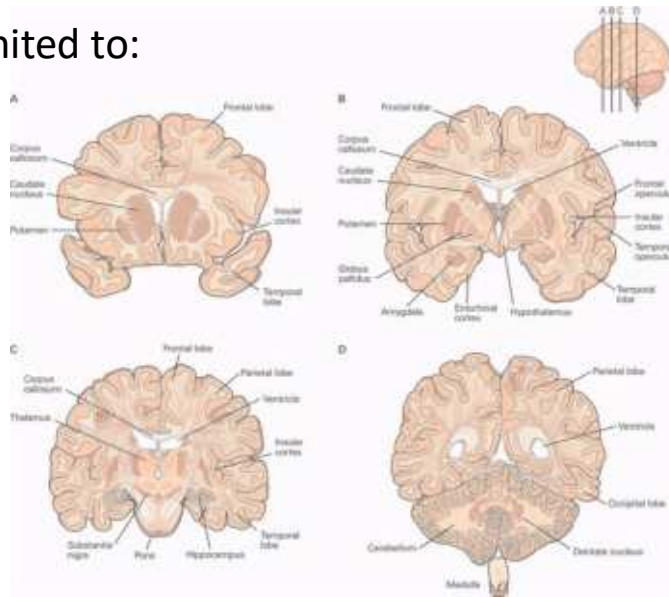 nited to:
A B C D
A
Frontal lobe
Corpus
callosum
Caudate
nucleus
Putamen
Insular
cortex
Temporal
lobe
B
Frontal lobe
Corpus
callosum
Caudate
nucleus
Putamen
Globus
pallidus
Amygdala
Entorhinal
cortex
Hypothalamus
Ventricle
Frontal
operculu
Insular
cortex
Temporal
operculu
Temporal
lobe
C
Frontal lobe
Corpus
callosum
Thalamus
Parietal lobe
Ventricle
Insular
cortex
Temporal
lobe
Substantia
nigra
Pons
Hippocampus
D
Parietal lobe
Ventricle
Occipital lobe
Cerebellum
Dentate nucleus
Medulla